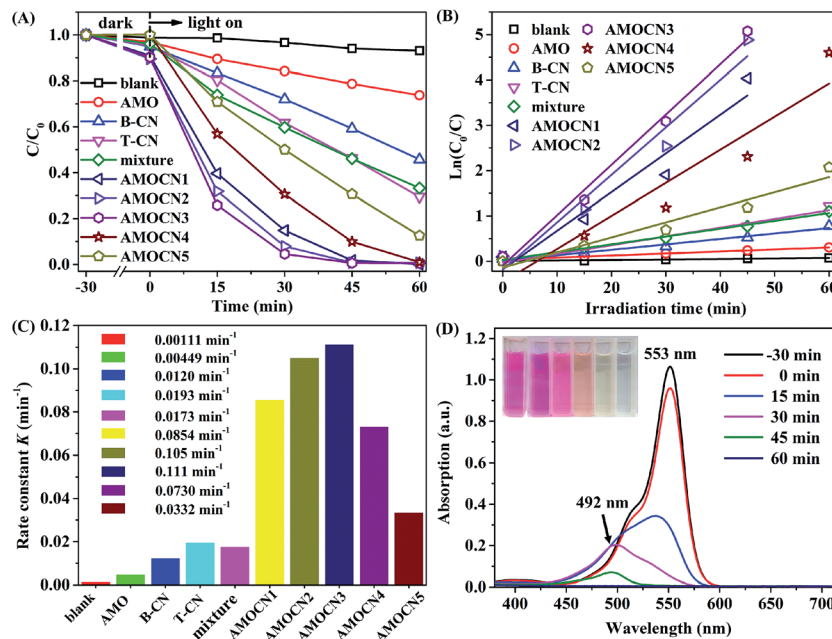 (A)
dark
light on
C/C0
1.0
0.8
0.6
0.4
0.2
0.0
blank
AMO
B-CN
T-CN
mixture
AMOCN1
AMOCN2
AMOCN3
AMOCN4
AMOCN5
-30 0 15 30 45 60
Time (min)
(B)
Ln(C0/C)
5
4
3
2
1
0
blank
AMO
B-CN
T-CN
mixture
AMOCN1
AMOCN2
AMOCN3
AMOCN4
AMOCN5
0 10 20 30 40 50 60
Irradiation time (min)
(C)
Rate constant K (min-1)
0.12
0.10
0.08
0.06
0.04
0.02
0.00
0.00111 min-1
0.00449 min-1
0.0120 min-1
0.0193 min-1
0.0173 min-1
0.0854 min-1
0.105 min-1
0.111 min-1
0.0730 min-1
0.0332 min-1
blank AMO B-CN T-CN mixture AMOCN1 AMOCN2 AMOCN3 AMOCN4 AMOCN5
(D)
Absorption (a.u.)
1.2
1.0
0.8
0.6
0.4
0.2
0.0
553 nm
492 nm
-30 min
0 min
15 min
30 min
45 min
60 min
400 450 500 550 600 650 700
Wavelength (nm)